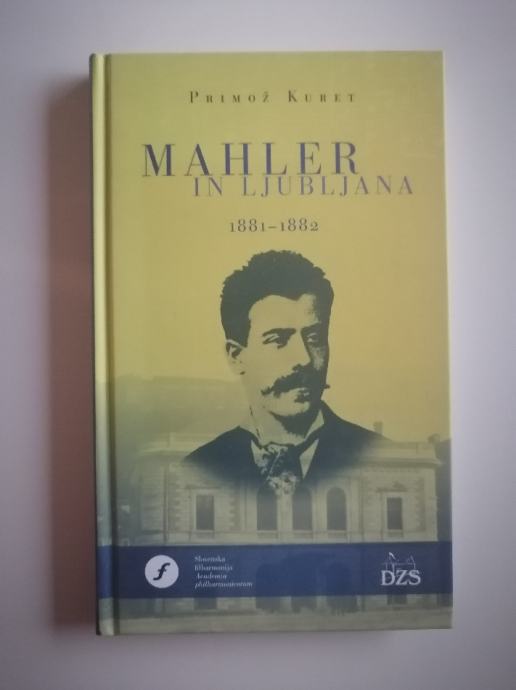 PRIMOŽ KURET
MAHLER
IN LJUBLJANA
1881–1882
Slovenska
filharmonija
Academia
philharmonicorum
f
DZS